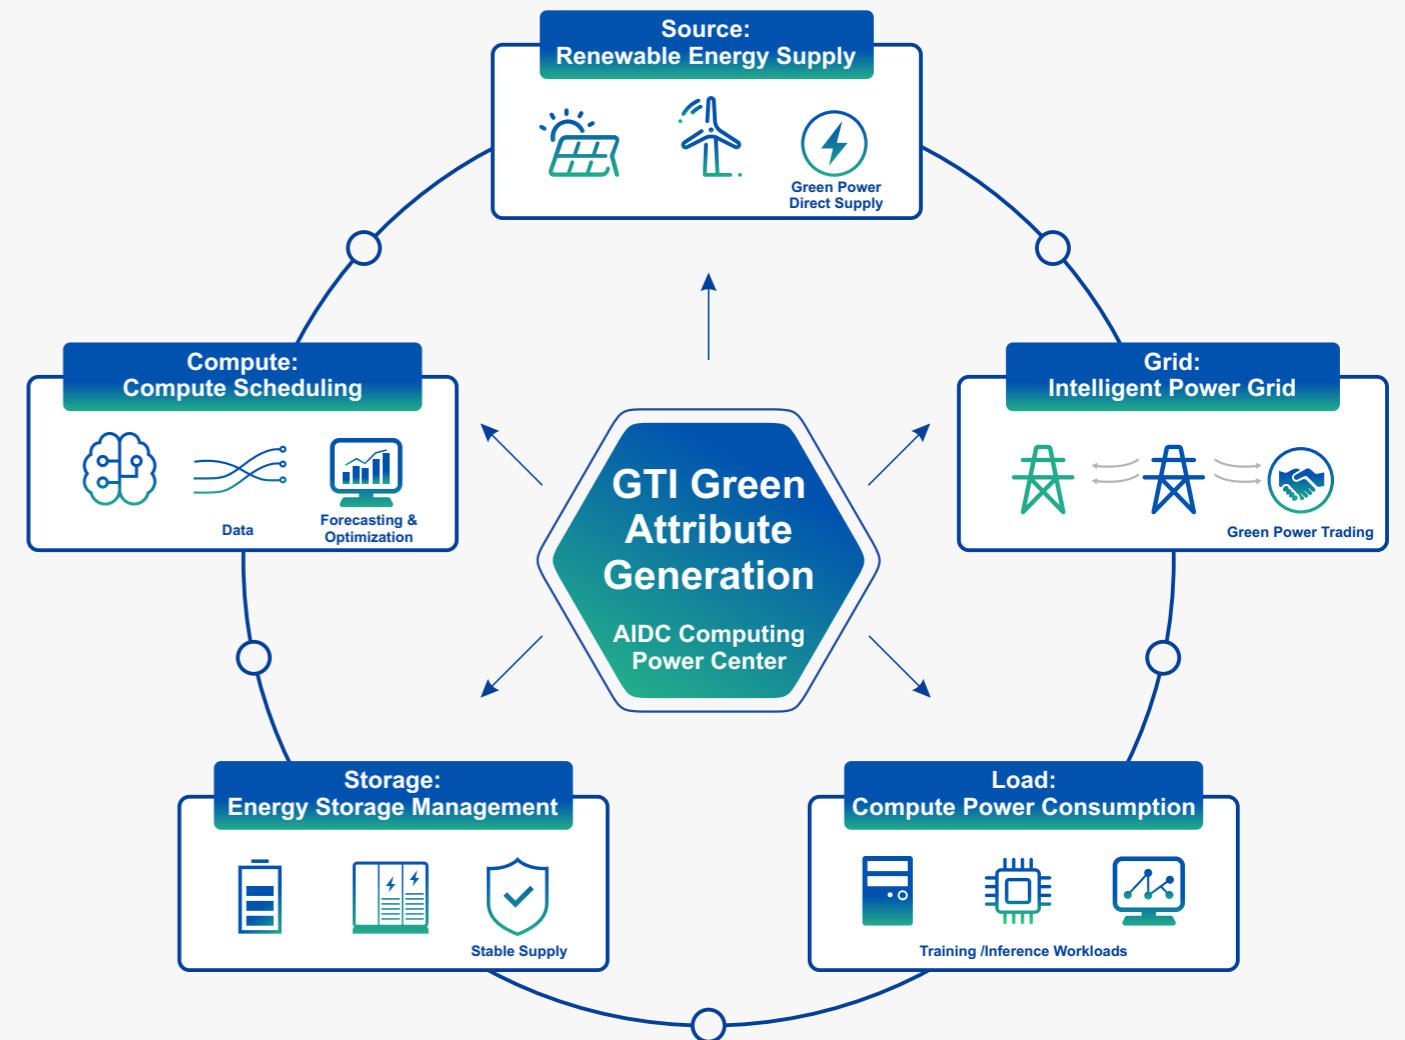 Source:
Renewable Energy Supply
Green Power
Direct Supply
Compute:
Compute Scheduling
Data
Forecasting &
Optimization
Grid:
Intelligent Power Grid
Green Power Trading
GTI Green
Attribute
Generation
AIDC Computing
Power Center
Storage:
Energy Storage Management
Stable Supply
Load:
Compute Power Consumption
Training /Inference Workloads